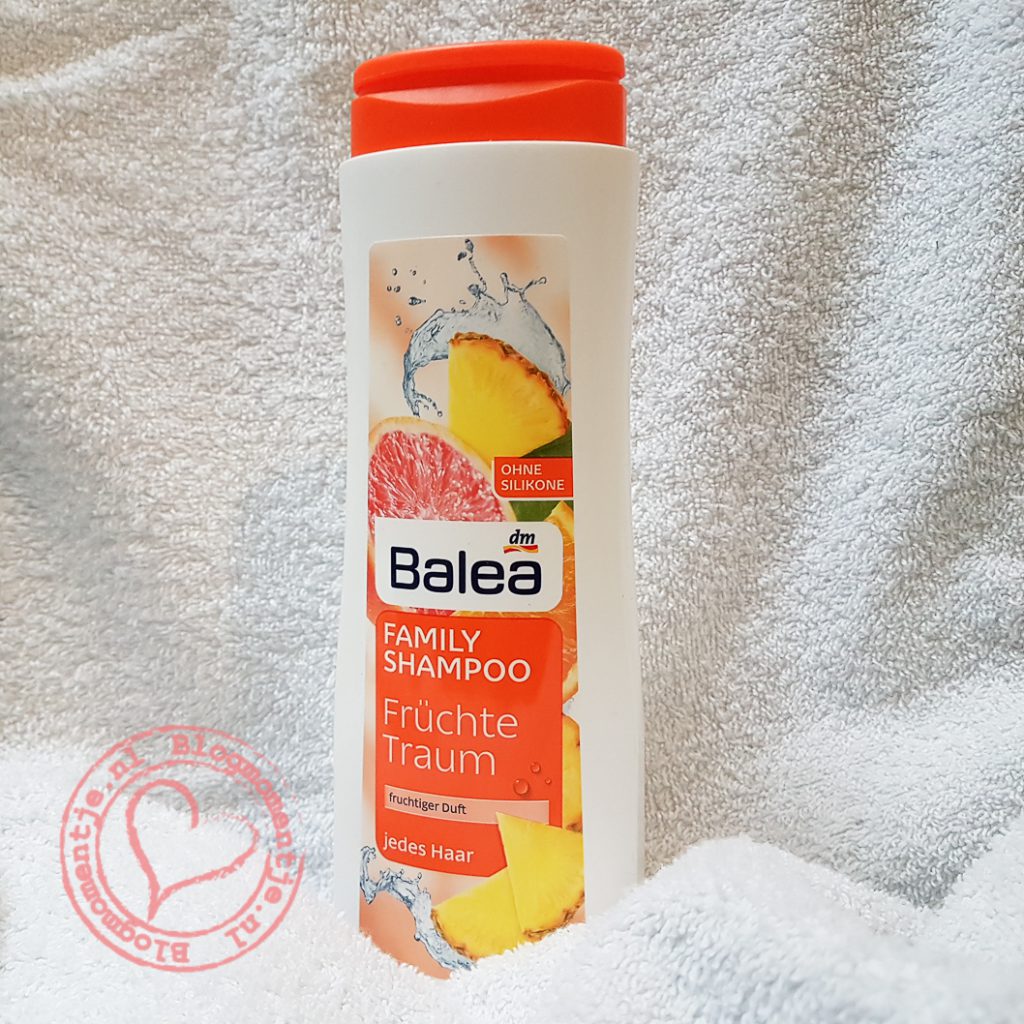 OHNE
SILIKONE
dm
Balea
FAMILY
SHAMPOO
Früchte
Traum
fruchtiger Duft
jedes Haar
Blogmomentje.nl Blogmomentje.nl